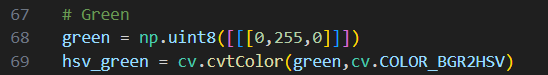 67 # Green
68 green = np.uint8([[[0,255,0]]])
69 hsv_green = cv.cvtColor(green,cv.COLOR_BGR2HSV)